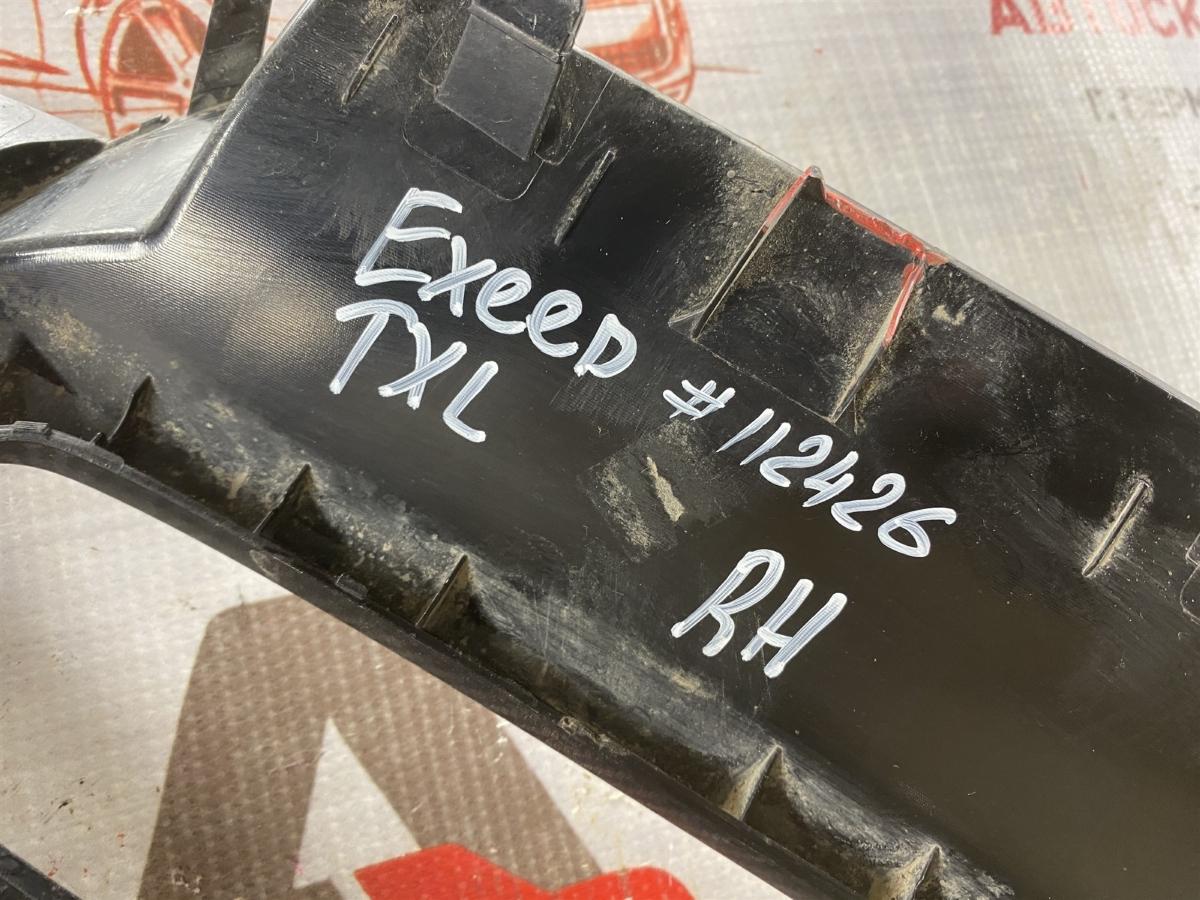 Exeed
TXL
#112426
RH